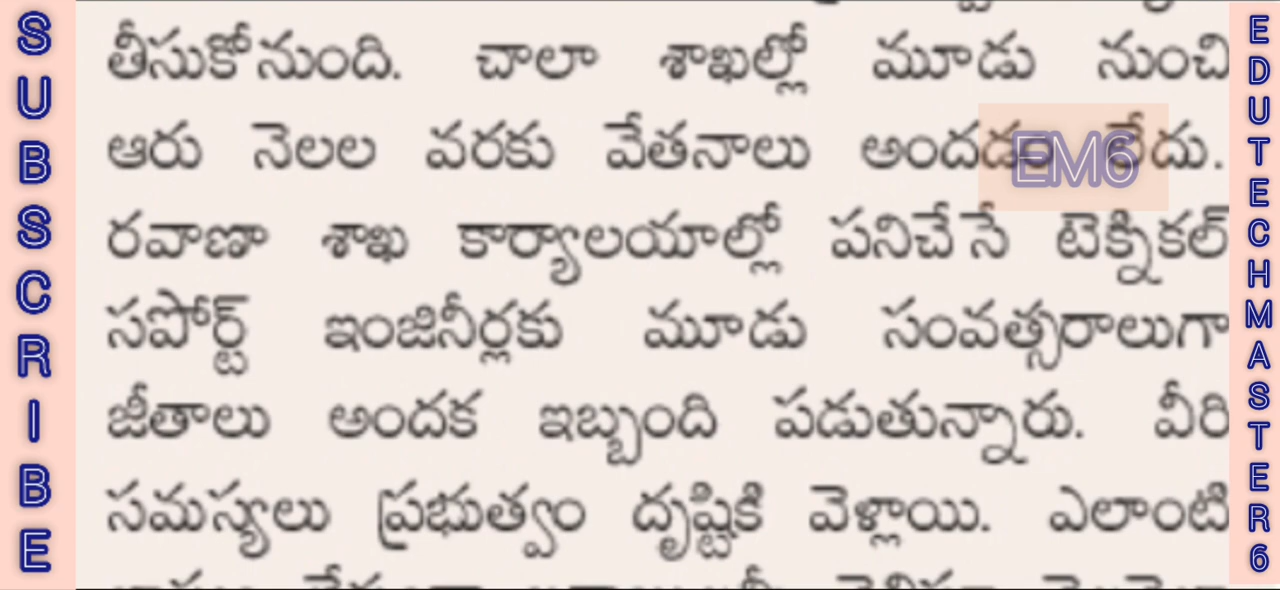 SUBSCRIBE
తీసుకోనుంది. చాలా శాఖల్లో మూడు నుంచి
ఆరు నెలల వరకు వేతనాలు అందడం లేదు.
EM6
రవాణా శాఖ కార్యాలయాల్లో పనిచేసే టెక్నికల్
సపోర్ట్ ఇంజినీర్లకు మూడు సంవత్సరాలుగా
జీతాలు అందక ఇబ్బంది పడుతున్నారు. వీరి
సమస్యలు ప్రభుత్వం దృష్టికి వెళ్లాయి. ఎలాంటి
EDUTECHMASTER6